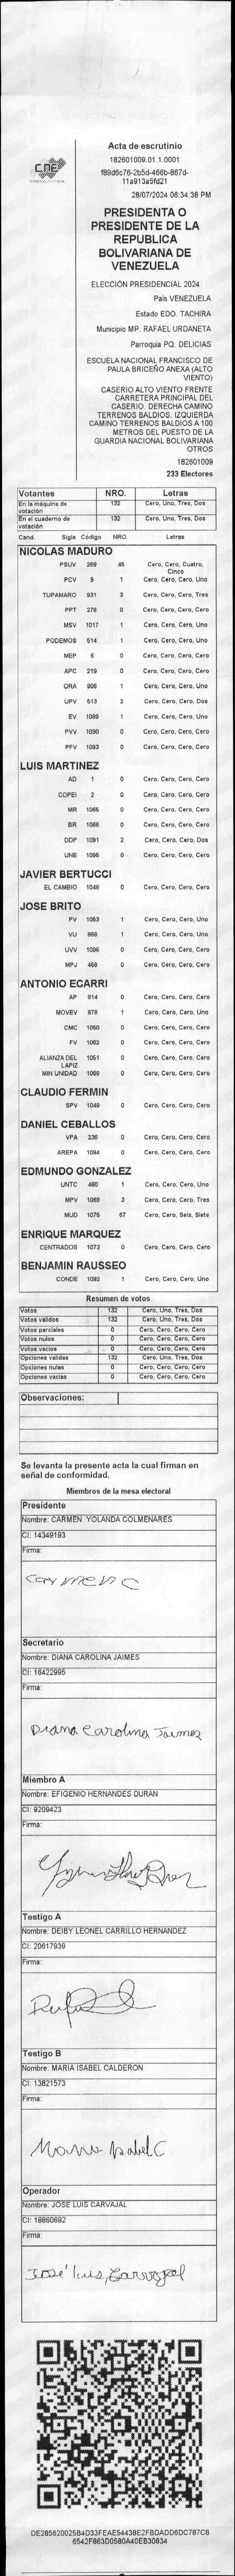 CNE
Acta de escrutinio
182601009.01.1.0001
f89d6c76-2b5d-466b-867d-
11a913a5fd21
28/07/2024 06:34:38 PM
PRESIDENTA O
PRESIDENTE DE LA
REPUBLICA
BOLIVARIANA DE
VENEZUELA
ELECCIÓN PRESIDENCIAL 2024
Pais VENEZUELA
Estado EDO. TACHIRA
Municipio MP. RAFAEL URDANETA
Parroquia PQ. DELICIAS
ESCUELA NACIONAL FRANCISCO DE
PAULA BRICEÑO ANEXA (ALTO
VIENTO)
CASERIO ALTO VIENTO FRENTE
CARRETERA PRINCIPAL DEL
CASERIO. DERECHA CAMINO
TERRENOS BALDIOS. IZQUIERDA
CAMINO TERRENOS BALDIOS A 100
METROS DEL PUESTO DE LA
GUARDIA NACIONAL BOLIVARIANA
OTROS
182601009
233 Electores
Votantes NRO. Letras
En la máquina de votación 132 Cero, Uno, Tres, Dos
En el cuaderno de votación 132 Cero, Uno, Tres, Dos
Cand. Sigla Código NRO. Letras
NICOLAS MADURO
PSUV 269 45 Cero, Cero, Cuatro, Cinco
PCV 9 1 Cero, Cero, Cero, Uno
TUPAMARO 931 3 Cero, Cero, Cero, Tres
PPT 276 0 Cero, Cero, Cero, Cero
MSV 1017 1 Cero, Cero, Cero, Uno
PODEMOS 514 1 Cero, Cero, Cero, Uno
MEP 6 0 Cero, Cero, Cero, Cero
APC 219 0 Cero, Cero, Cero, Cero
ORA 906 1 Cero, Cero, Cero, Uno
UPV 513 2 Cero, Cero, Cero, Dos
EV 1089 1 Cero, Cero, Cero, Uno
PVV 1090 0 Cero, Cero, Cero, Cero
PFV 1093 0 Cero, Cero, Cero, Cero
LUIS MARTINEZ
AD 1 0 Cero, Cero, Cero, Cero
COPEI 2 0 Cero, Cero, Cero, Cero
MR 1065 0 Cero, Cero, Cero, Cero
BR 1066 0 Cero, Cero, Cero, Cero
DDP 1091 2 Cero, Cero, Cero, Dos
UNE 1095 0 Cero, Cero, Cero, Cero
JAVIER BERTUCCI
EL CAMBIO 1048 0 Cero, Cero, Cero, Cero
JOSE BRITO
PV 1053 1 Cero, Cero, Cero, Uno
VU 868 1 Cero, Cero, Cero, Uno
UVV 1096 0 Cero, Cero, Cero, Cero
MPJ 458 0 Cero, Cero, Cero, Cero
ANTONIO ECARRI
AP 814 0 Cero, Cero, Cero, Cero
MOVEV 878 1 Cero, Cero, Cero, Uno
CMC 1050 0 Cero, Cero, Cero, Cero
FV 1062 0 Cero, Cero, Cero, Cero
ALIANZA DEL LAPIZ 1051 0 Cero, Cero, Cero, Cero
MIN UNIDAD 1068 0 Cero, Cero, Cero, Cero
CLAUDIO FERMIN
SPV 1049 0 Cero, Cero, Cero, Cero
DANIEL CEBALLOS
VPA 236 0 Cero, Cero, Cero, Cero
AREPA 1094 0 Cero, Cero, Cero, Cero
EDMUNDO GONZALEZ
UNTC 460 1 Cero, Cero, Cero, Uno
MPV 1069 3 Cero, Cero, Cero, Tres
MUD 1075 67 Cero, Cero, Seis, Siete
ENRIQUE MARQUEZ
CENTRADOS 1073 0 Cero, Cero, Cero, Cero
BENJAMIN RAUSSEO
CONDE 1092 1 Cero, Cero, Cero, Uno
Resumen de votos
Votos 132 Cero, Uno, Tres, Dos
Votos validos 132 Cero, Uno, Tres, Dos
Votos parciales 0 Cero, Cero, Cero, Cero
Votos nulos 0 Cero, Cero, Cero, Cero
Votos vacios 0 Cero, Cero, Cero, Cero
Opciones validas 132 Cero, Uno, Tres, Dos
Opciones nulas 0 Cero, Cero, Cero, Cero
Opciones vacias 0 Cero, Cero, Cero, Cero
Observaciones:
Se levanta la presente acta la cual firman en
señal de conformidad.
Miembros de la mesa electoral
Presidente
Nombre: CARMEN YOLANDA COLMENARES
CI: 14349193
Firma:
Carmen C
Secretario
Nombre: DIANA CAROLINA JAIMES
CI: 16422995
Firma:
Diana Carolina Jaimes
Miembro A
Nombre: EFIGENIO HERNANDES DURAN
CI: 9209423
Firma:
Testigo A
Nombre: DEIBY LEONEL CARRILLO HERNANDEZ
CI: 20617939
Firma:
Testigo B
Nombre: MARIA ISABEL CALDERON
CI: 13821573
Firma:
Maria Isabel C
Operador
Nombre: JOSE LUIS CARVAJAL
CI: 18860692
Firma:
José luis, Carvajal
DE285620025B4D33FEAE54438E2FBDADD6DC787C8
6542F863D0580A40EB30834